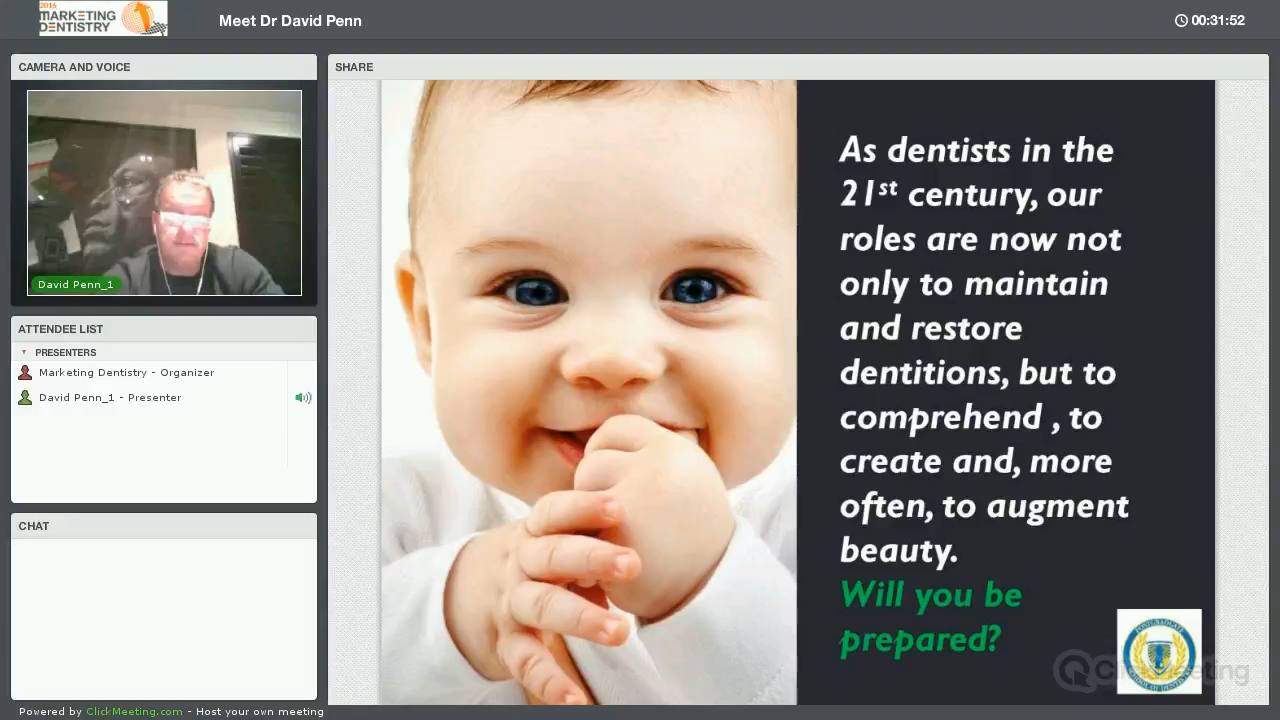 2016
MARKETING
DENTISTRY
Meet Dr David Penn
00:31:52
CAMERA AND VOICE
David Penn_1
ATTENDEE LIST
PRESENTERS
Marketing Dentistry - Organizer
David Penn_1 - Presenter
CHAT
SHARE
As dentists in the
21st century, our
roles are now not
only to maintain
and restore
dentitions, but to
comprehend , to
create and, more
often, to augment
beauty.
Will you be
prepared?
ClickMeeting
Powered by ClickMeeting.com - Host your own meeting